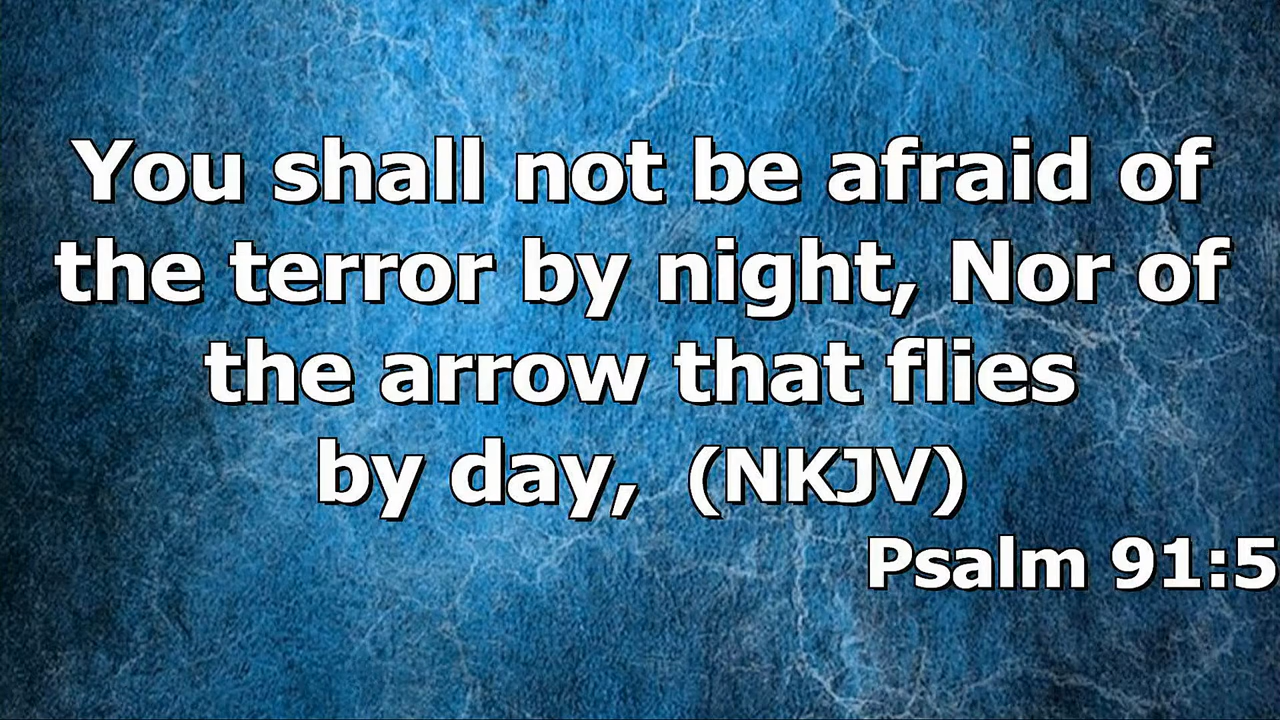 You shall not be afraid of
the terror by night, Nor of
the arrow that flies
by day, (NKJV)
Psalm 91:5